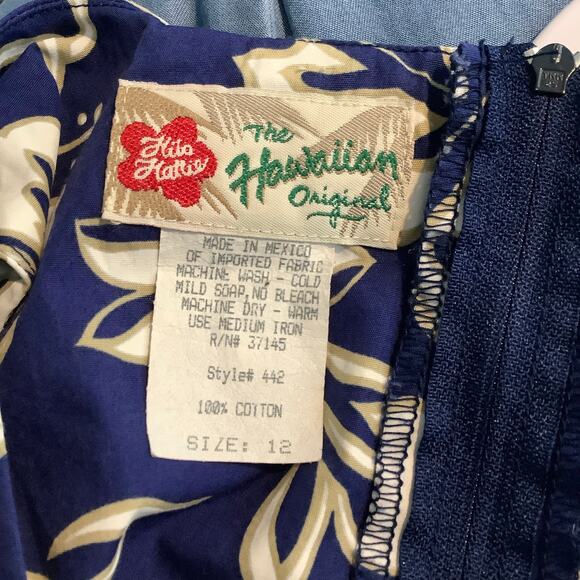 Hilo
Hattie
The
Hawaiian
Original
MADE IN MEXICO
OF IMPORTED FABRIC
MACHINE WASH - COLD
MILD SOAP, NO BLEACH
MACHINE DRY - WARM
USE MEDIUM IRON
R/N# 37145
Style# 442
100% COTTON
SIZE: 12